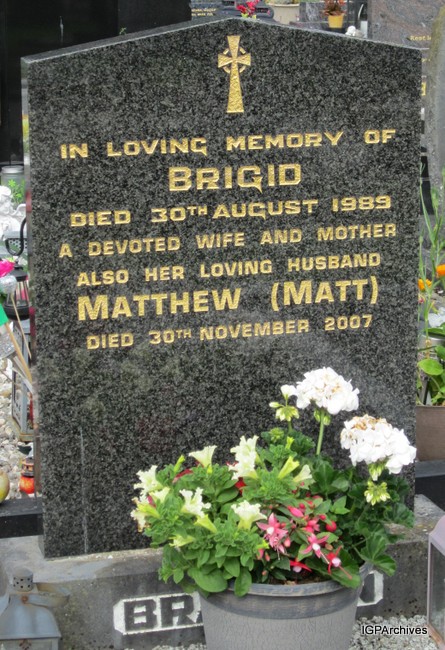 IN LOVING MEMORY OF
BRIGID
DIED 30TH AUGUST 1989
A DEVOTED WIFE AND MOTHER
ALSO HER LOVING HUSBAND
MATTHEW (MATT)
DIED 30TH NOVEMBER 2007
IGPArchives